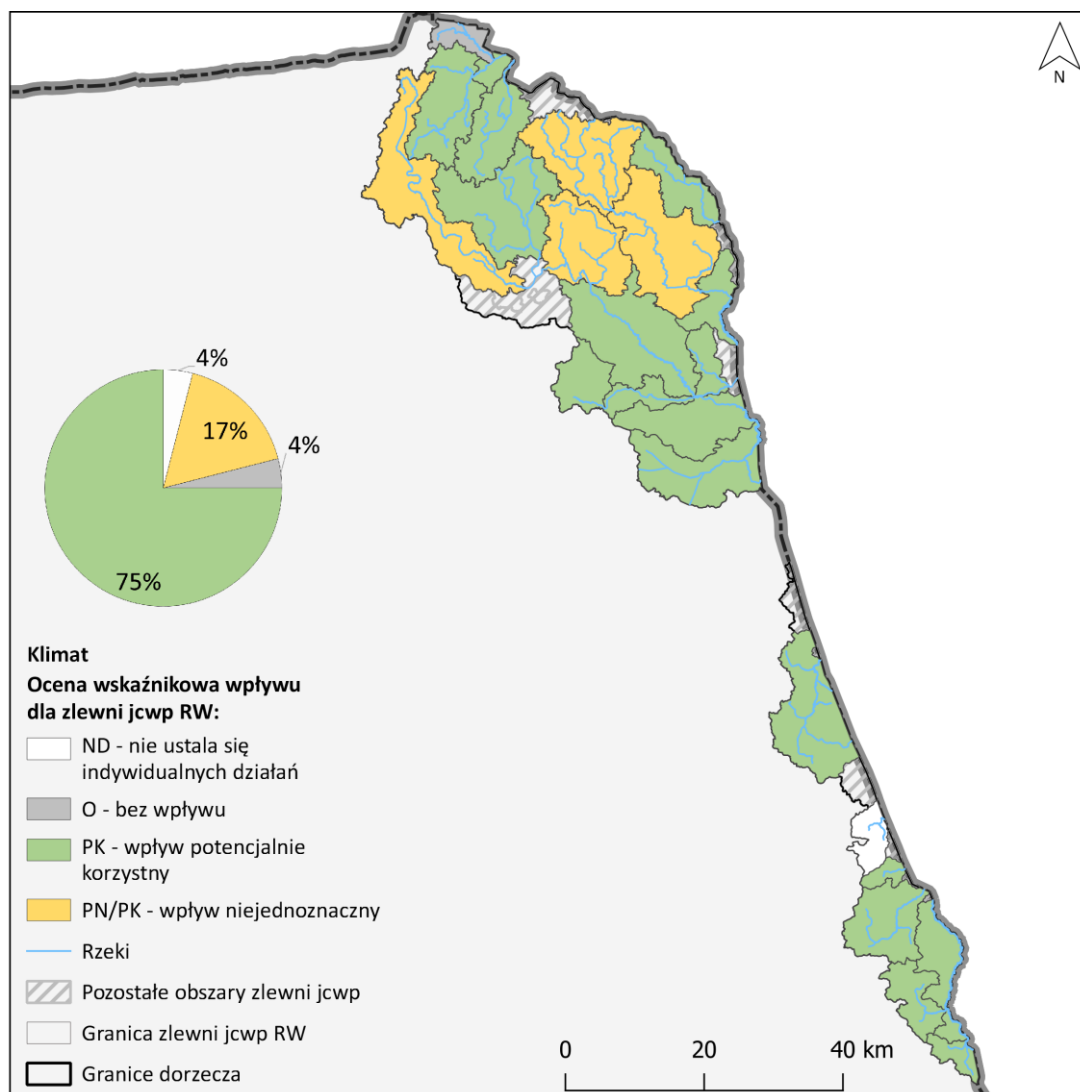 N
4%
17%
4%
75%
Klimat
Ocena wskaźnikowa wpływu
dla zlewni jcwp RW:
ND - nie ustala się
indywidualnych działań
O - bez wpływu
PK - wpływ potencjalnie
korzystny
PN/PK - wpływ niejednoznaczny
Rzeki
Pozostałe obszary zlewni jcwp
Granica zlewni jcwp RW
Granice dorzecza
0 20 40 km